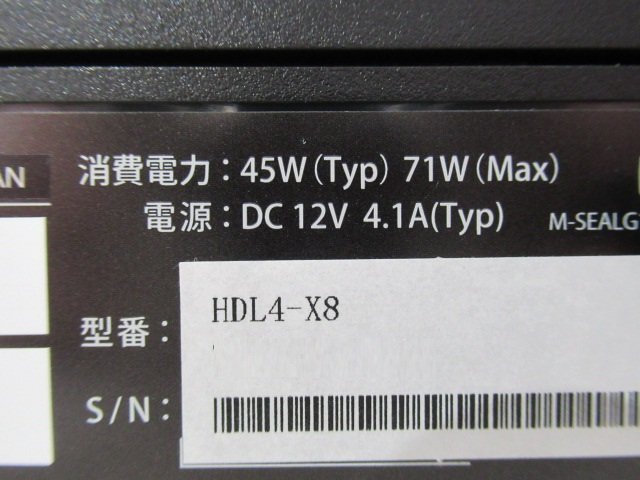 AN
消費電力：45W(Typ) 71W(Max)
電源：DC 12V 4.1A(Typ)
M-SEALG
型番：HDL4-X8
S/N：